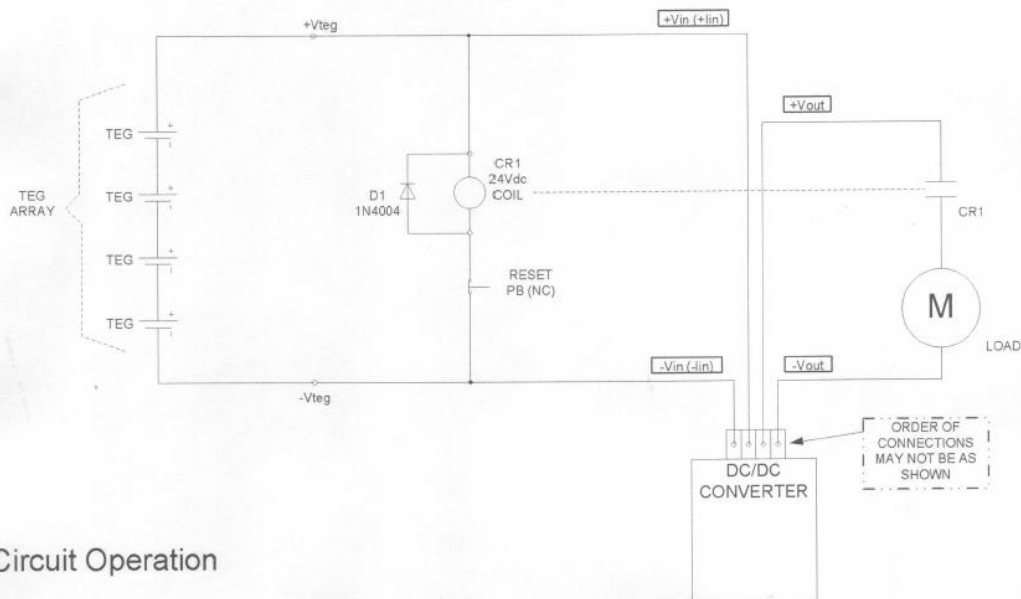 +Vteg
+Vin (+Iin)
+Vout
TEG
TEG
TEG
TEG
+
+
+
+
TEG
ARRAY
D1
1N4004
CR1
24Vdc
COIL
CR1
RESET
PB (NC)
M
LOAD
-Vteg
-Vin (-Iin)
-Vout
ORDER OF
CONNECTIONS
MAY NOT BE AS
SHOWN
DC/DC
CONVERTER
Circuit Operation